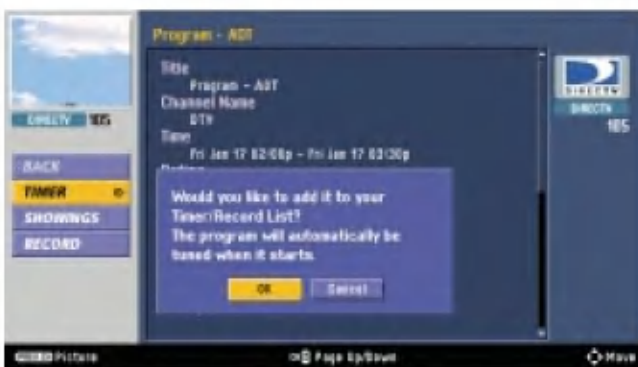 Program - ADT
Title
Program - ADT
Channel Name
DTV
Time
Fri Jan 17 02:00p - Fri Jan 17 03:30p
DIRECTV 105
DIRECTV
DIRECTV
105
BACK
TIMER
SHOWINGS
RECORD
Would you like to add it to your
Timer/Record List?
The program will automatically be
tuned when it starts.
OK
Cancel
Picture
Page Up/Down
Move